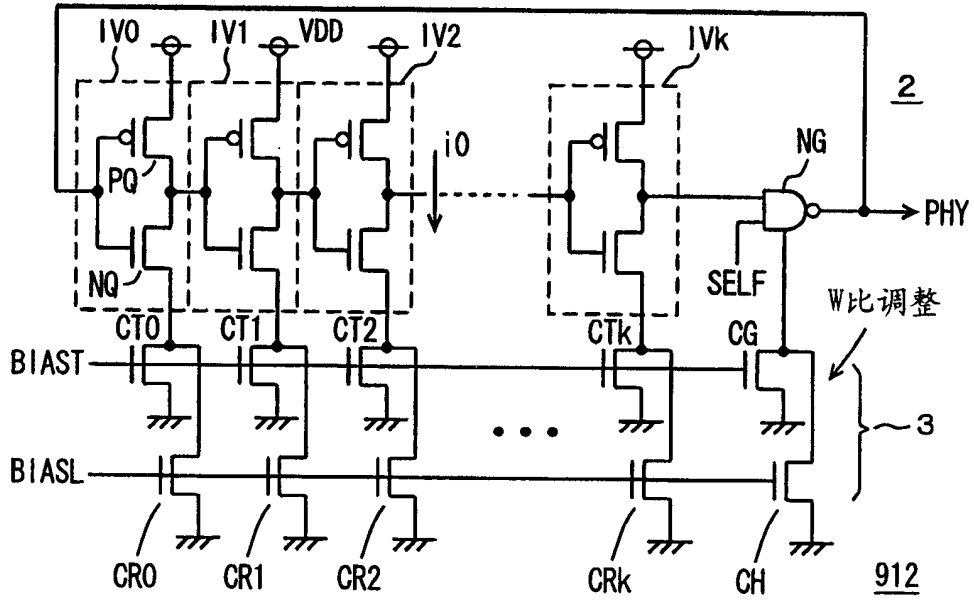 IV0
IV1
VDD
IV2
IVk
2
i0
NG
PQ
PHY
NQ
SELF
W比调整
CT0
CT1
CT2
CTk
CG
BIAST
3
BIASL
CR0
CR1
CR2
CRk
CH
912